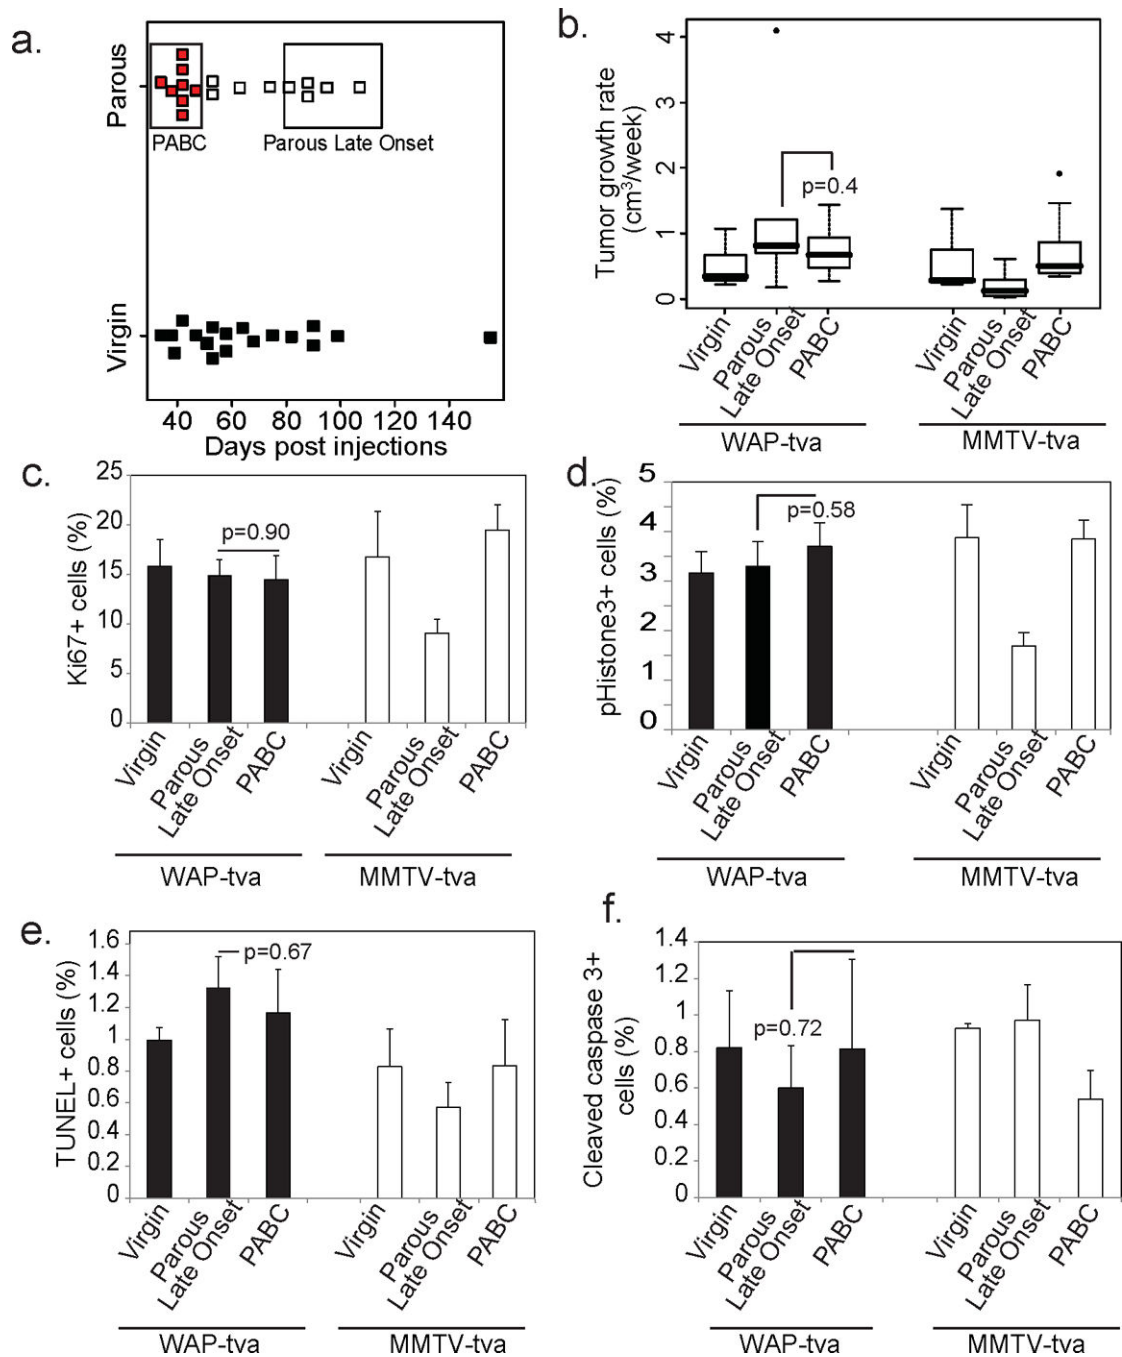 a.
Parous
PABC
Parous Late Onset
Virgin
40 60 80 100 120 140
Days post injections
b.
Tumor growth rate
(cm³/week)
4
3
2
1
0
p=0.4
Virgin
Parous
Late Onset
PABC
Virgin
Parous
Late Onset
PABC
WAP-tva
MMTV-tva
c.
Ki67+ cells (%)
25
20
15
10
5
0
p=0.90
Virgin
Parous
Late Onset
PABC
Virgin
Parous
Late Onset
PABC
WAP-tva
MMTV-tva
d.
pHistone3+ cells (%)
5
4
3
2
1
0
p=0.58
Virgin
Parous
Late Onset
PABC
Virgin
Parous
Late Onset
PABC
WAP-tva
MMTV-tva
e.
TUNEL+ cells (%)
1.6
1.4
1.2
1
0.8
0.6
0.4
0.2
0
p=0.67
Virgin
Parous
Late Onset
PABC
Virgin
Parous
Late Onset
PABC
WAP-tva
MMTV-tva
f.
Cleaved caspase 3+
cells (%)
1.4
1.2
1
0.8
0.6
0.4
0.2
0
p=0.72
Virgin
Parous
Late Onset
PABC
Virgin
Parous
Late Onset
PABC
WAP-tva
MMTV-tva